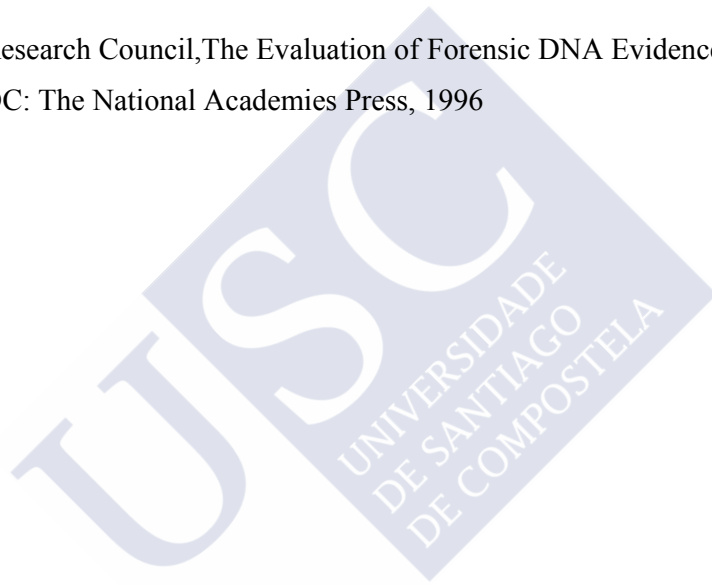 esearch Council,The Evaluation of Forensic DNA Evidence
C: The National Academies Press, 1996
USC
UNIVERSIDADE
DE SANTIAGO
DE COMPOSTELA